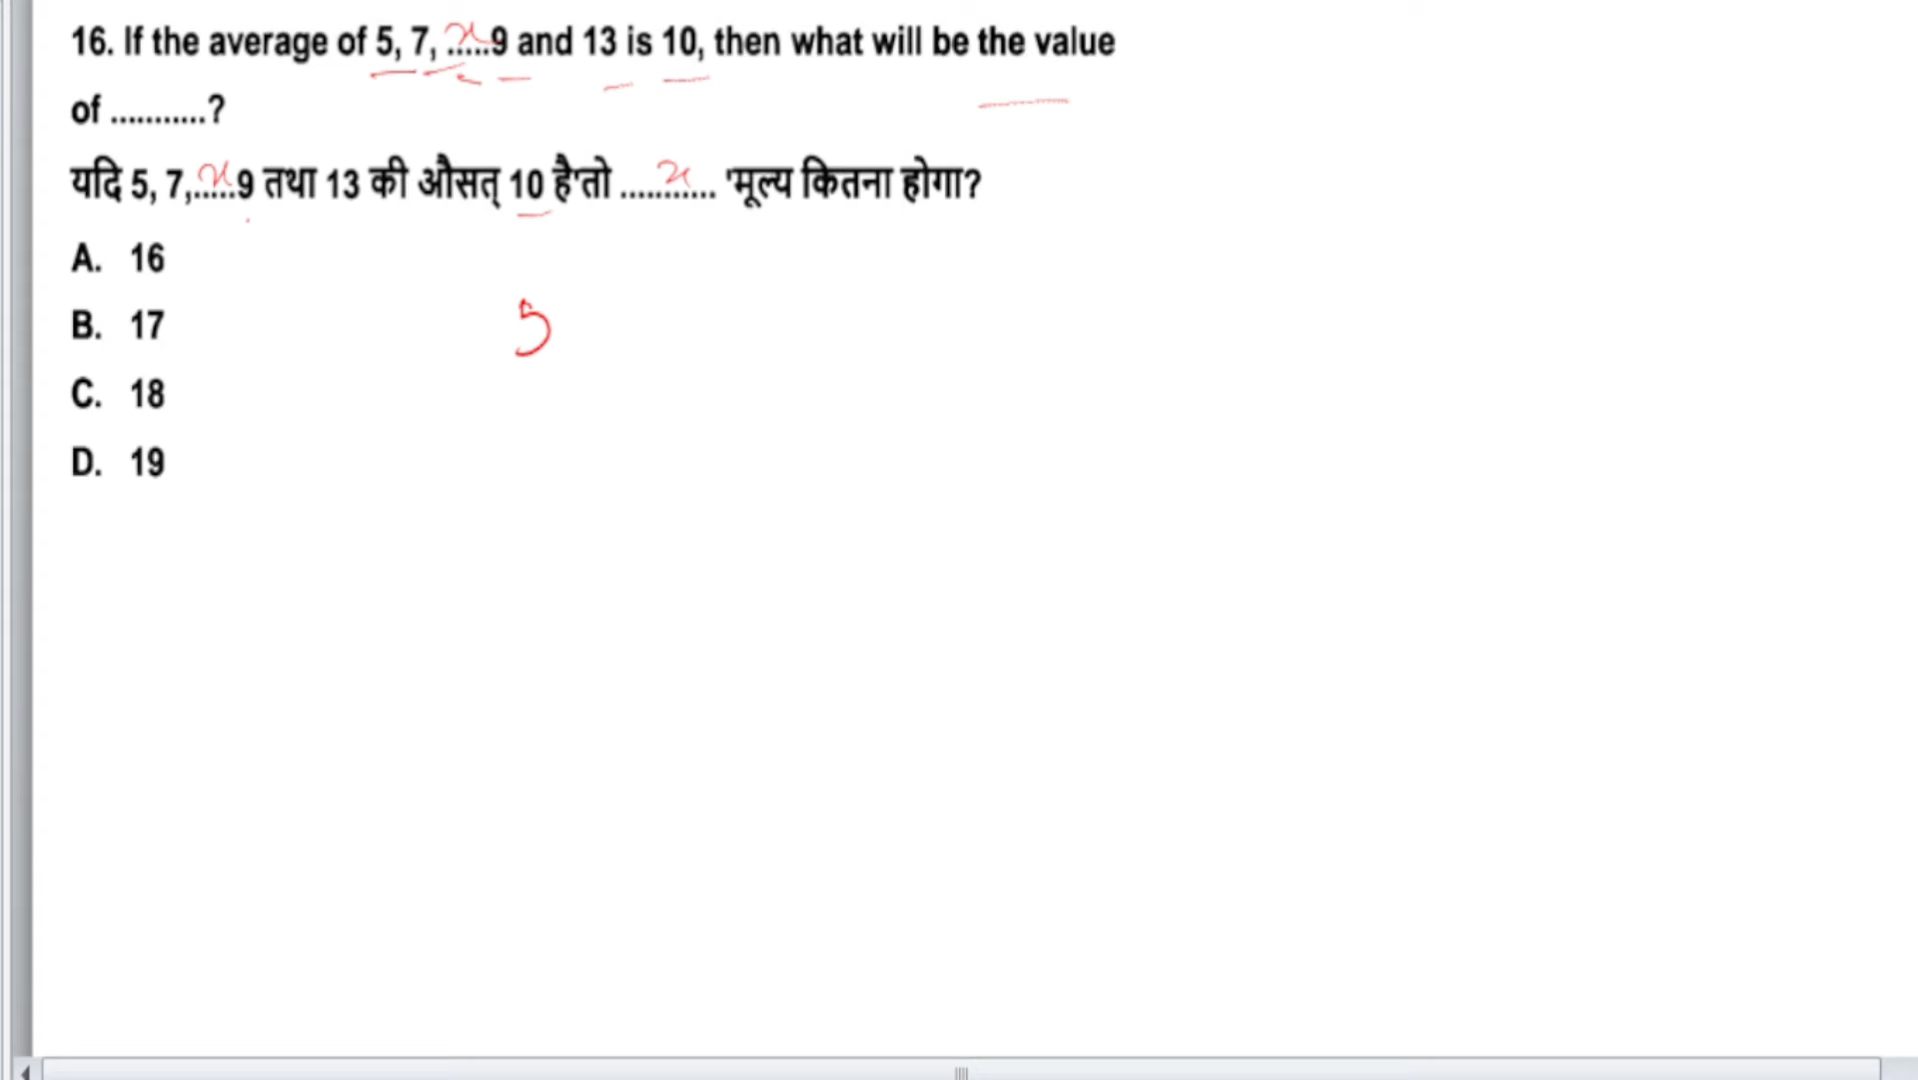 16. If the average of 5, 7, x.....9 and 13 is 10, then what will be the value
of ...........?
यदि 5, 7,x.....9 तथा 13 की औसत् 10 है'तो ...........x 'मूल्य कितना होगा?
A. 16
B. 17
5
C. 18
D. 19